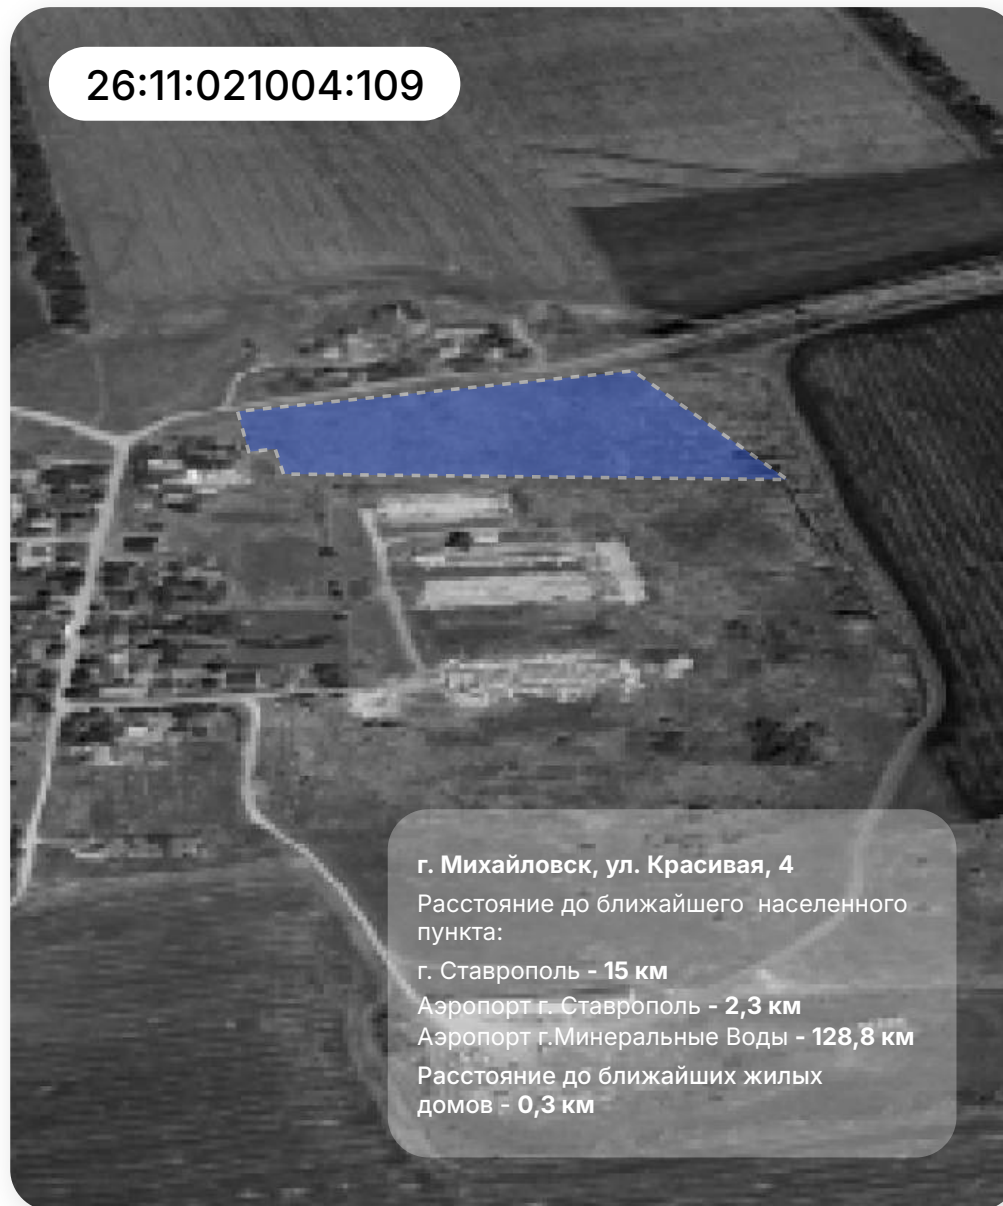 26:11:021004:109
г. Михайловск, ул. Красивая, 4
Расстояние до ближайшего  населенного
пункта:
г. Ставрополь - 15 км
Аэропорт г. Ставрополь - 2,3 км
Аэропорт г.Минеральные Воды - 128,8 км
Расстояние до ближайших жилых
домов - 0,3 км